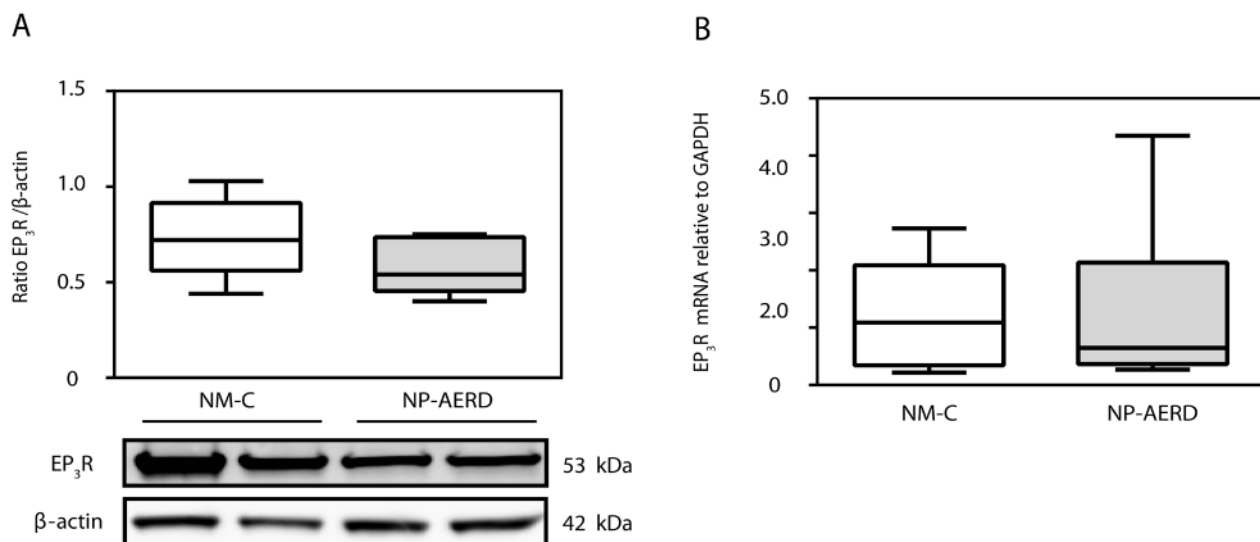 A
Ratio EP₃R /β-actin
1.5
1.0
0.5
0
NM-C NP-AERD
EP₃R 53 kDa
β-actin 42 kDa
B
EP₃R mRNA relative to GAPDH
5.0
4.0
3.0
2.0
0
NM-C NP-AERD